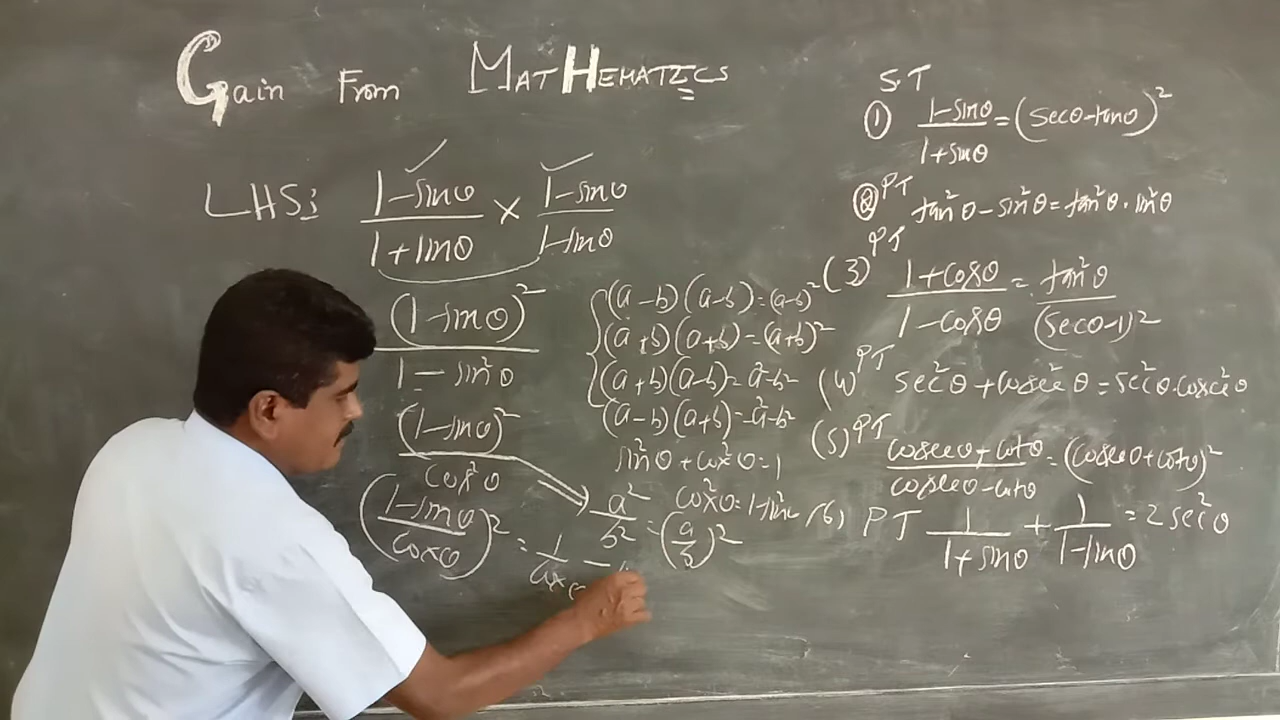 Gain From MATHEMATICS
LHS: 1-sinθ / 1+sinθ × 1-sinθ / 1-sinθ
(1-sinθ)² / 1-sin²θ
(1-sinθ)² / cos²θ
(1-sinθ / cosθ)² = 1 /
(a-b)(a-b)=(a-b)²
(a+b)(a+b)=(a+b)²
(a+b)(a-b)=a²-b²
(a-b)(a+b)=a²-b²
sin²θ+cos²θ=1
cos²θ=1-sin²θ
a² / b² = (a / b)²
ST
① 1-sinθ / 1+sinθ = (secθ-tanθ)²
② PT tan²θ-sin²θ=tan²θ.sin²θ
(3) PT 1+cosθ / 1-cosθ = tan²θ / (secθ-1)²
(4) PT sec²θ+cosec²θ=sec²θ.cosec²θ
(5) PT cosecθ+cotθ / cosecθ-cotθ = (cosecθ+cotθ)²
(6) PT 1 / 1+sinθ + 1 / 1-sinθ = 2sec²θ